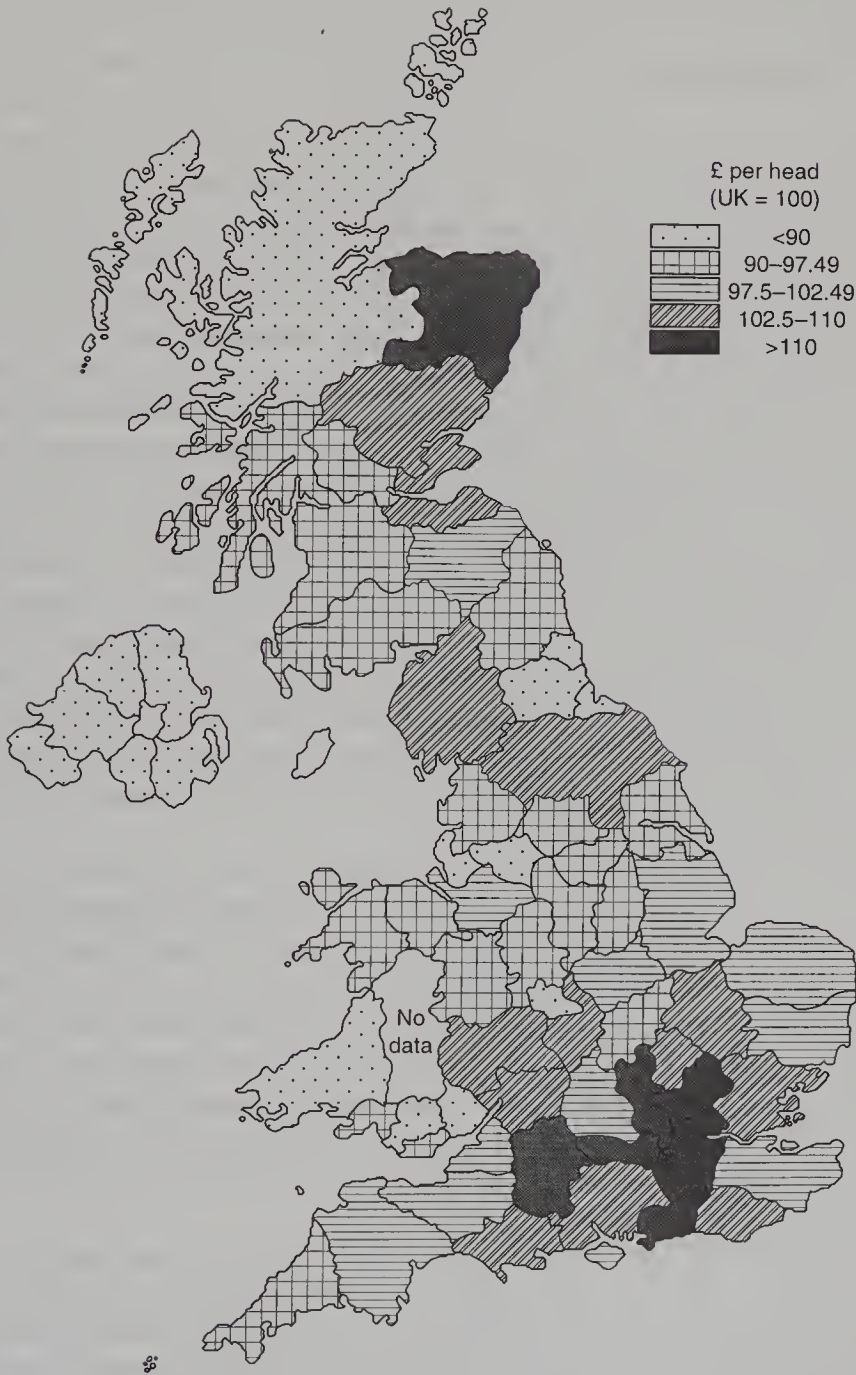 £ per head
(UK = 100)
<90
90–97.49
97.5–102.49
102.5–110
>110
No
data